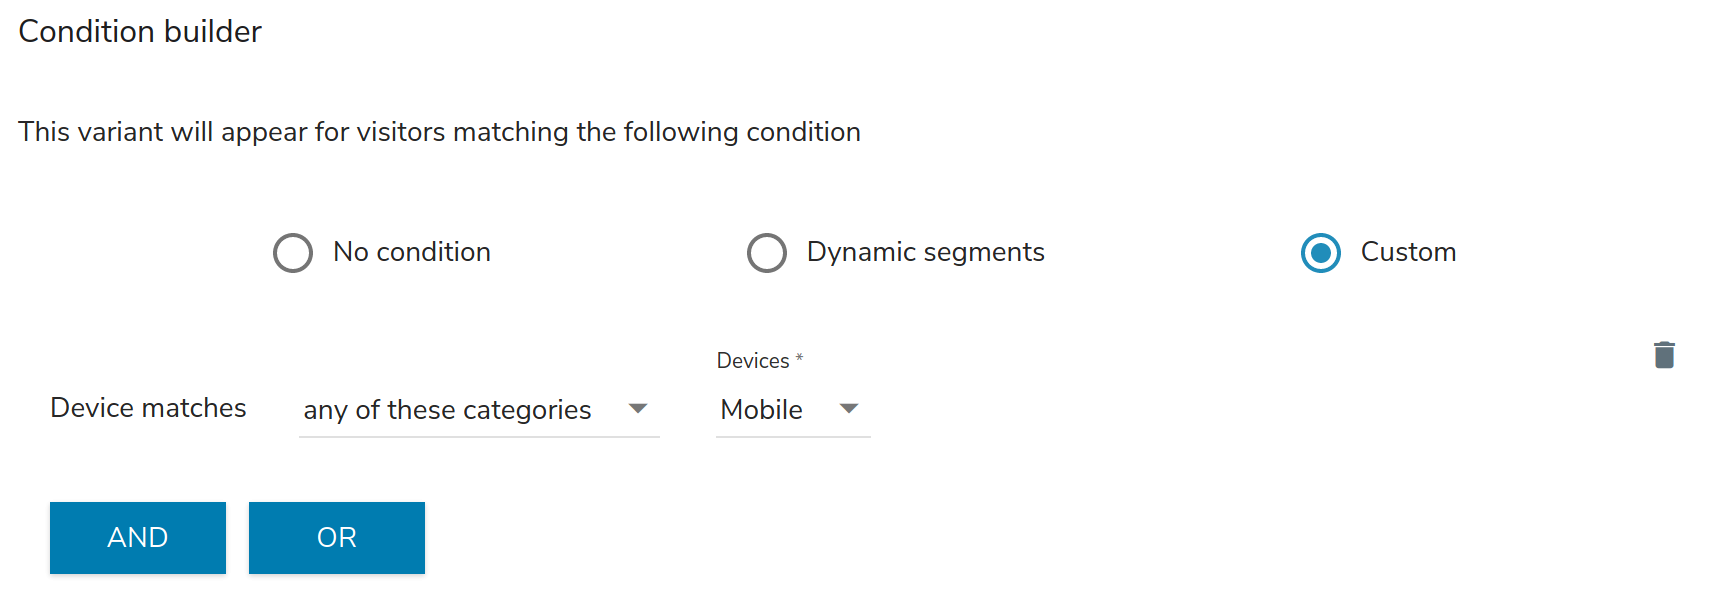 Condition builder
This variant will appear for visitors matching the following condition
No condition Dynamic segments Custom
Devices *
Device matches any of these categories Mobile
AND OR